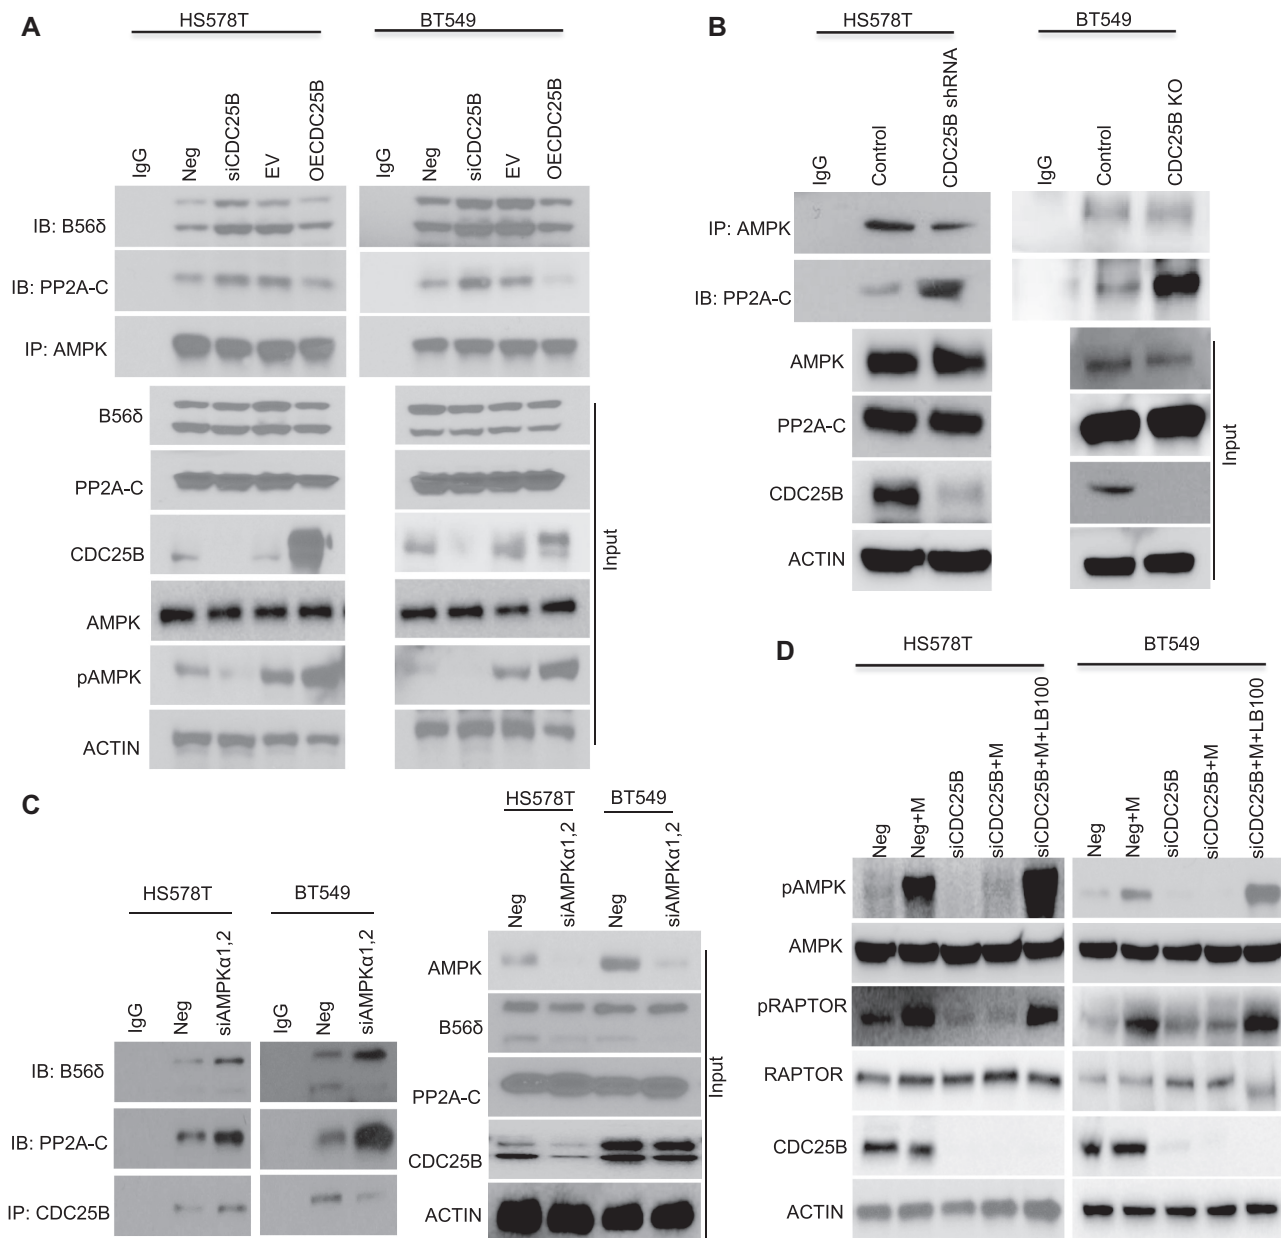 A
HS578T
BT549
IgG
Neg
siCDC25B
EV
OECDC25B
IgG
Neg
siCDC25B
EV
OECDC25B
IB: B56δ
IB: PP2A-C
IP: AMPK
B56δ
PP2A-C
CDC25B
AMPK
pAMPK
ACTIN
Input
B
HS578T
BT549
IgG
Control
CDC25B shRNA
IgG
Control
CDC25B KO
IP: AMPK
IB: PP2A-C
AMPK
PP2A-C
CDC25B
ACTIN
Input
C
HS578T
BT549
IgG
Neg
siAMPKα1,2
IgG
Neg
siAMPKα1,2
IB: B56δ
IB: PP2A-C
IP: CDC25B
HS578T
BT549
Neg
siAMPKα1,2
Neg
siAMPKα1,2
AMPK
B56δ
PP2A-C
CDC25B
ACTIN
Input
D
HS578T
BT549
Neg
Neg+M
siCDC25B
siCDC25B+M
siCDC25B+M+LB100
Neg
Neg+M
siCDC25B
siCDC25B+M
siCDC25B+M+LB100
pAMPK
AMPK
pRAPTOR
RAPTOR
CDC25B
ACTIN